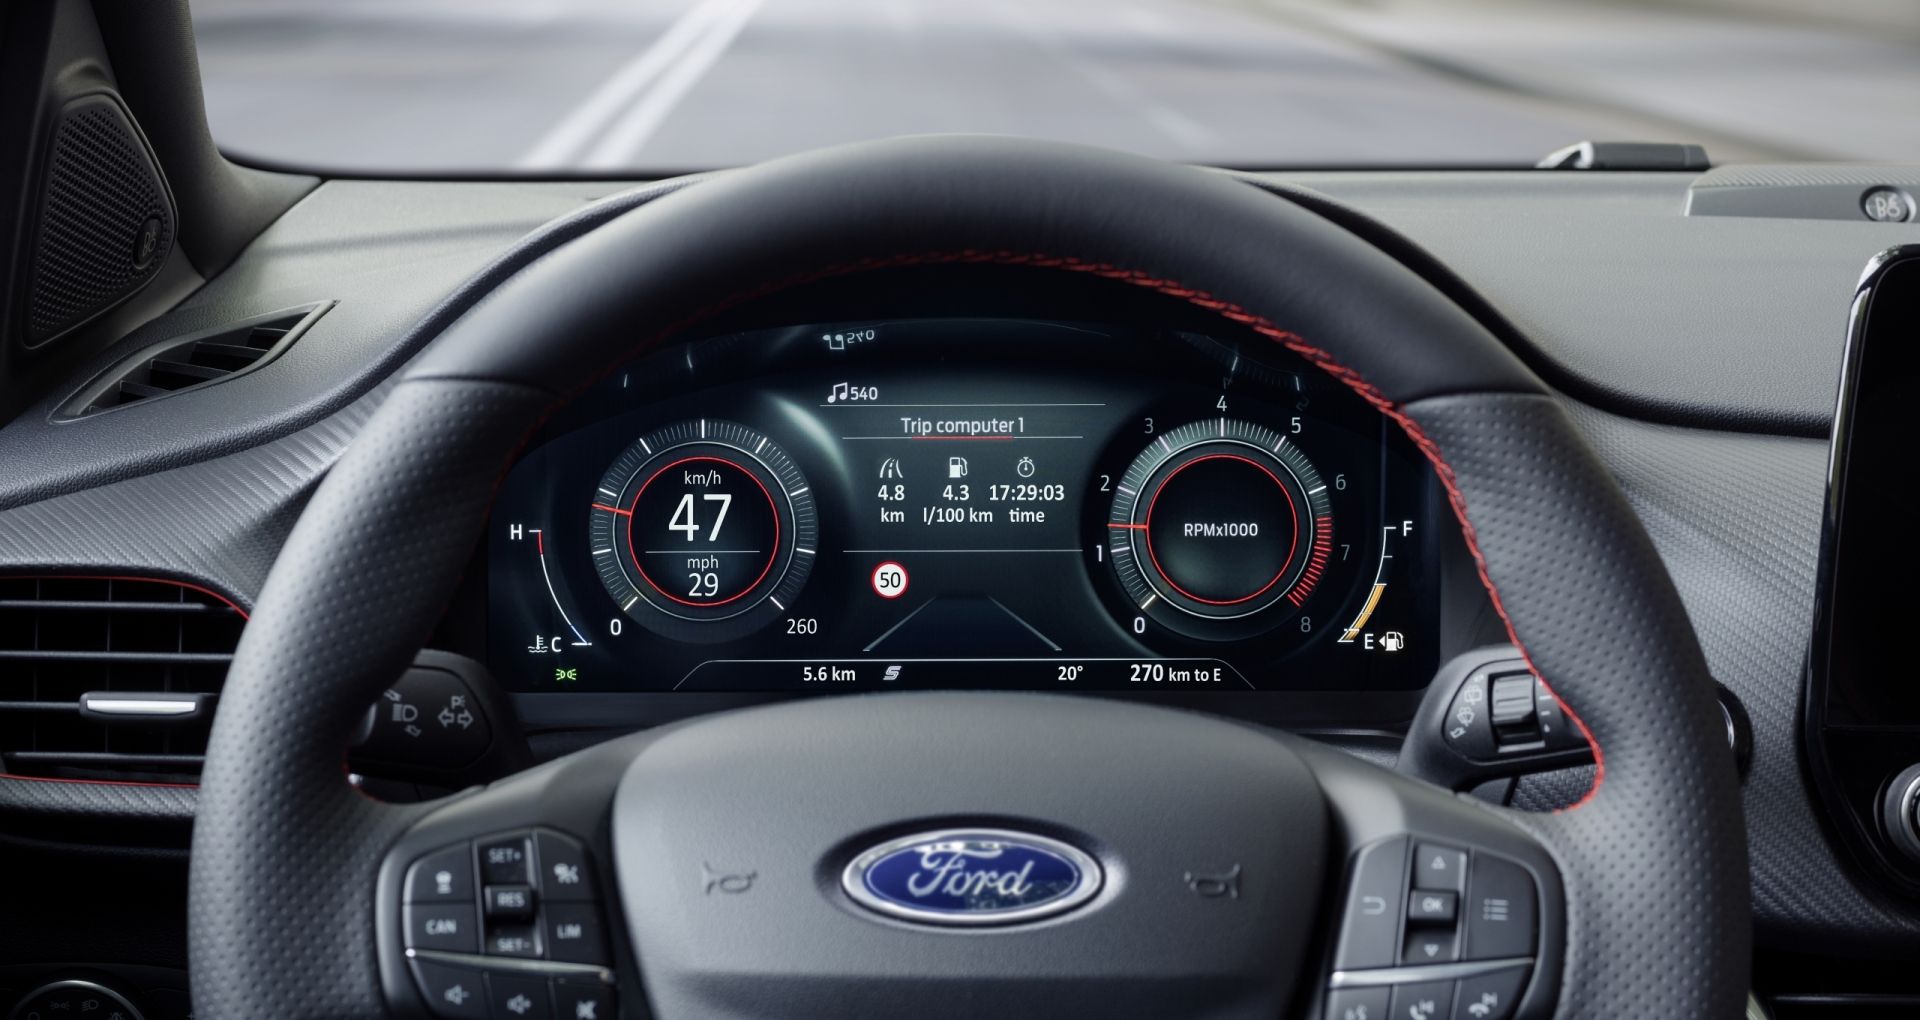 B&O
B&O
540
540
Trip computer 1
4.8 4.3 17:29:03
km l/100 km time
km/h
47
mph
29
0
260
H
C
50
0
1
2
3
4
5
6
7
8
RPMx1000
F
E
5.6 km
20°
270 km to E
Ford
SET+
RES
SET-
CAN
LIM
OK